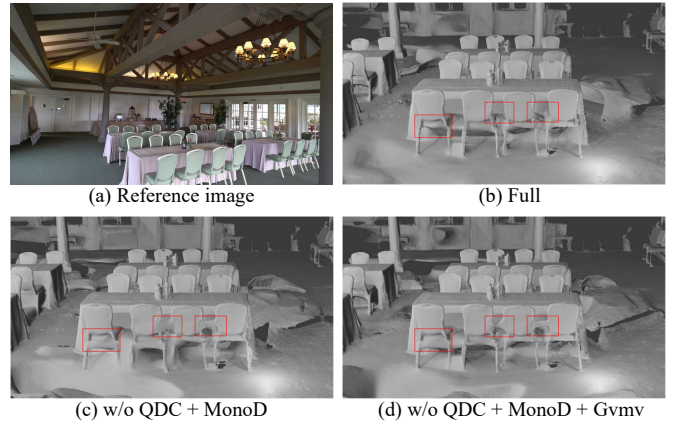 (a) Reference image
(b) Full
(c) w/o QDC + MonoD
(d) w/o QDC + MonoD + Gvmv